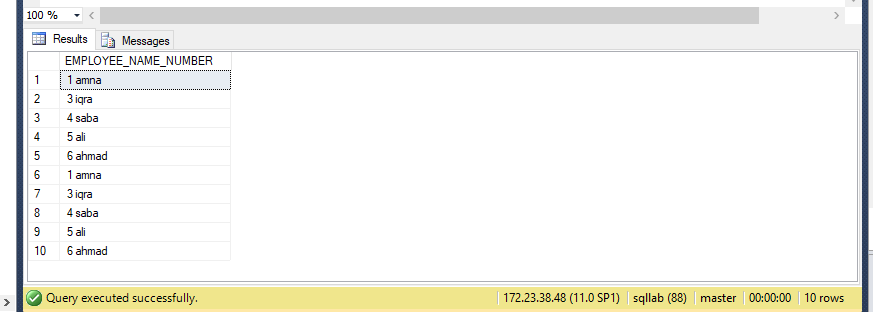 100 %
Results Messages
EMPLOYEE_NAME_NUMBER
1 1 amna
2 3 iqra
3 4 saba
4 5 ali
5 6 ahmad
6 1 amna
7 3 iqra
8 4 saba
9 5 ali
10 6 ahmad
Query executed successfully. 172.23.38.48 (11.0 SP1) sqllab (88) master 00:00:00 10 rows